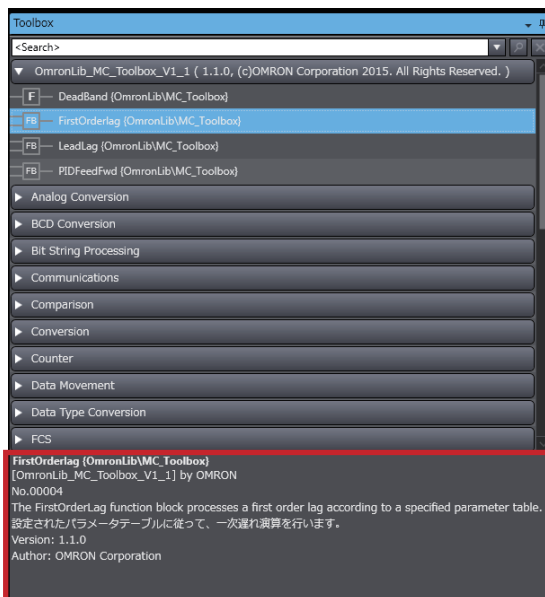 Toolbox
<Search>
OmronLib_MC_Toolbox_V1_1 ( 1.1.0, (c)OMRON Corporation 2015. All Rights Reserved. )
F DeadBand {OmronLib\MC_Toolbox}
FB FirstOrderlag {OmronLib\MC_Toolbox}
FB LeadLag {OmronLib\MC_Toolbox}
FB PIDFeedFwd {OmronLib\MC_Toolbox}
Analog Conversion
BCD Conversion
Bit String Processing
Communications
Comparison
Conversion
Counter
Data Movement
Data Type Conversion
FCS
FirstOrderlag {OmronLib\MC_Toolbox}
[OmronLib_MC_Toolbox_V1_1] by OMRON
No.00004
The FirstOrderLag function block processes a first order lag according to a specified parameter table.
設定されたパラメータテーブルに従って、一次遅れ演算を行います。
Version: 1.1.0
Author: OMRON Corporation